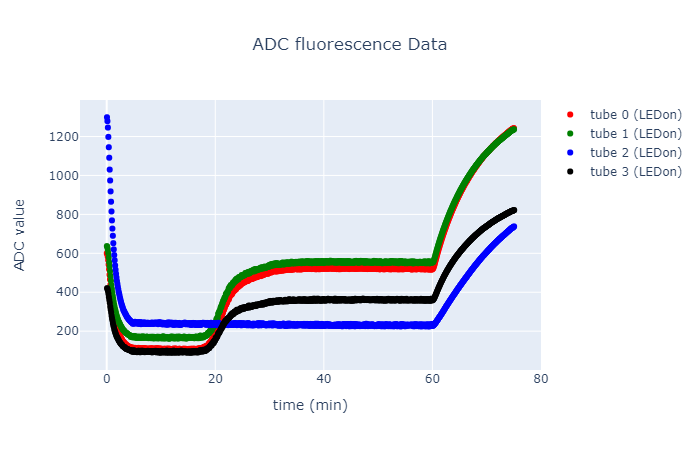 ADC fluorescence Data
ADC value
1200
1000
800
600
400
200
0
20
40
60
80
time (min)
tube 0 (LEDon)
tube 1 (LEDon)
tube 2 (LEDon)
tube 3 (LEDon)